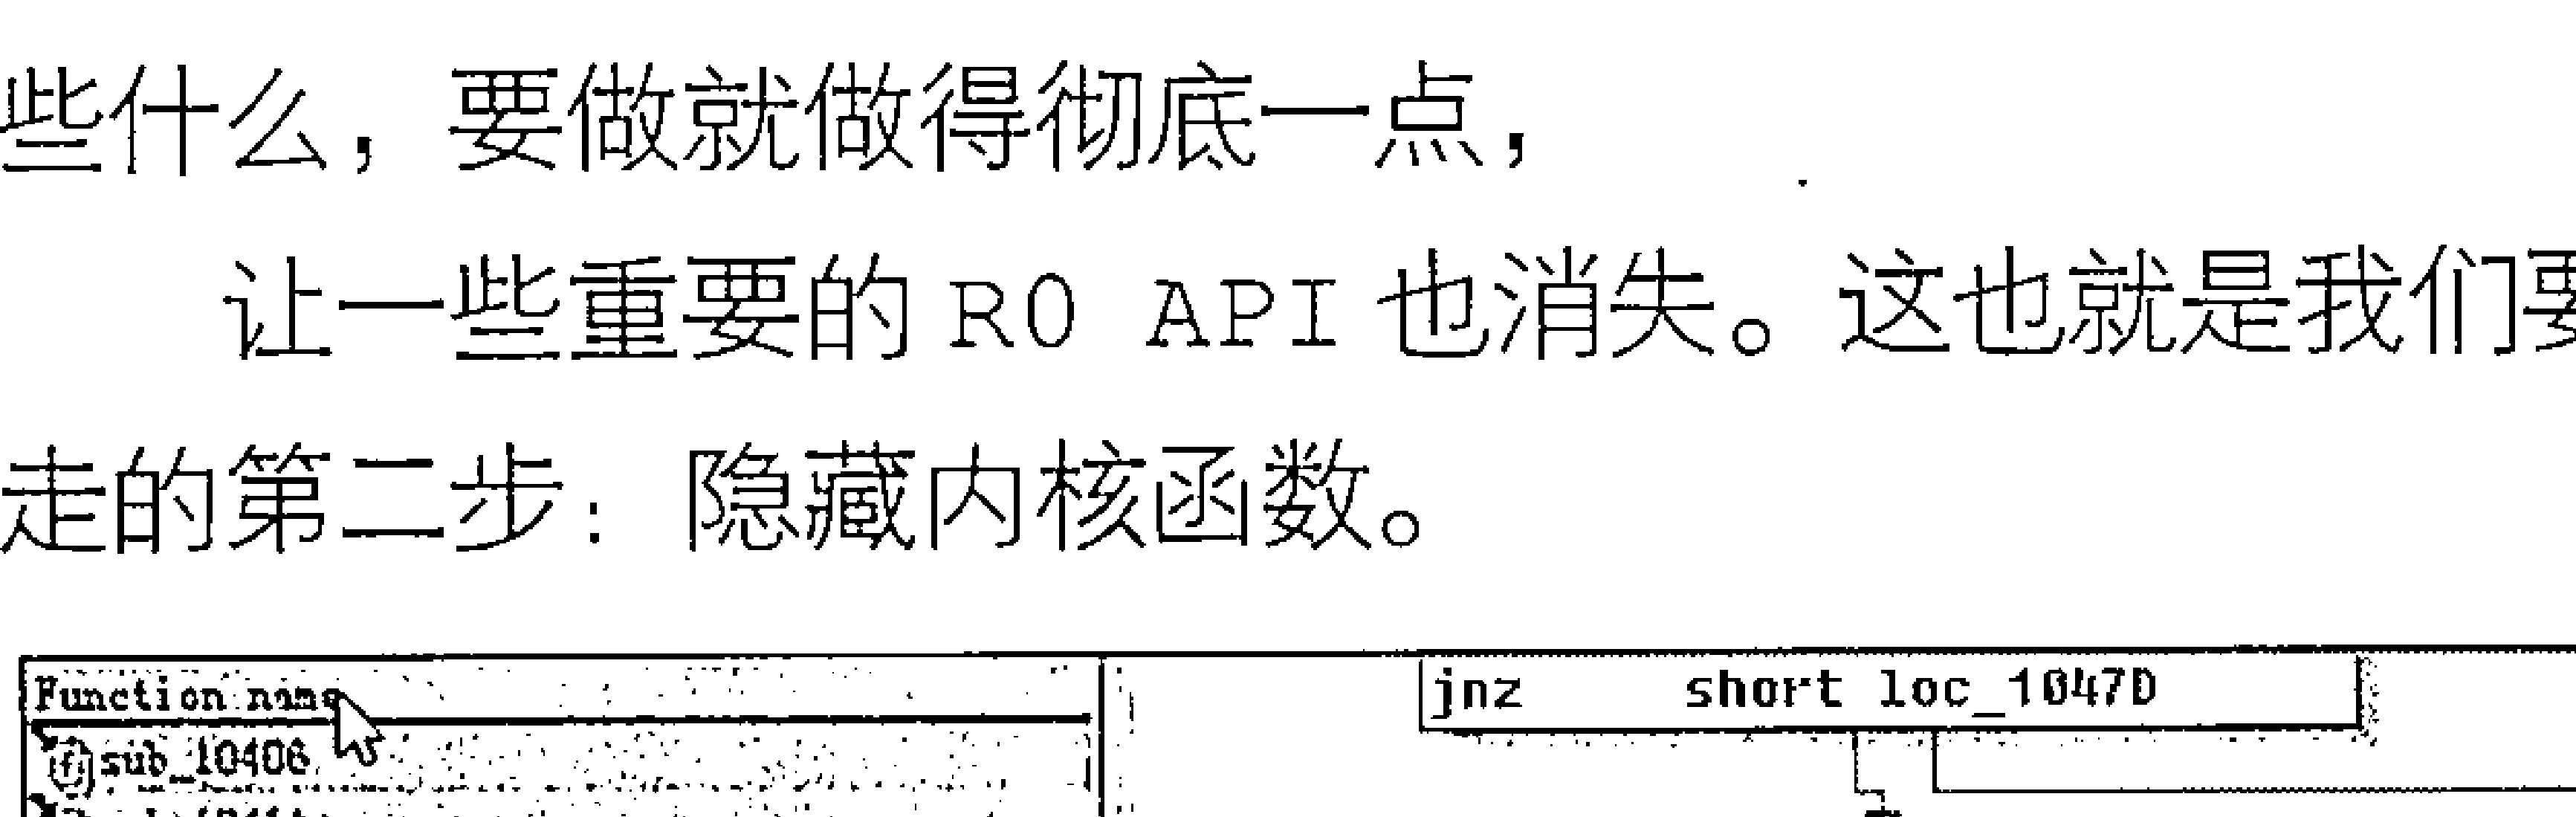 些什么，要做就做得彻底一点，
让一些重要的 R0 API 也消失。这也就是我们要
走的第二步：隐藏内核函数。
Function name
jnz short loc_1047D
sub_10406